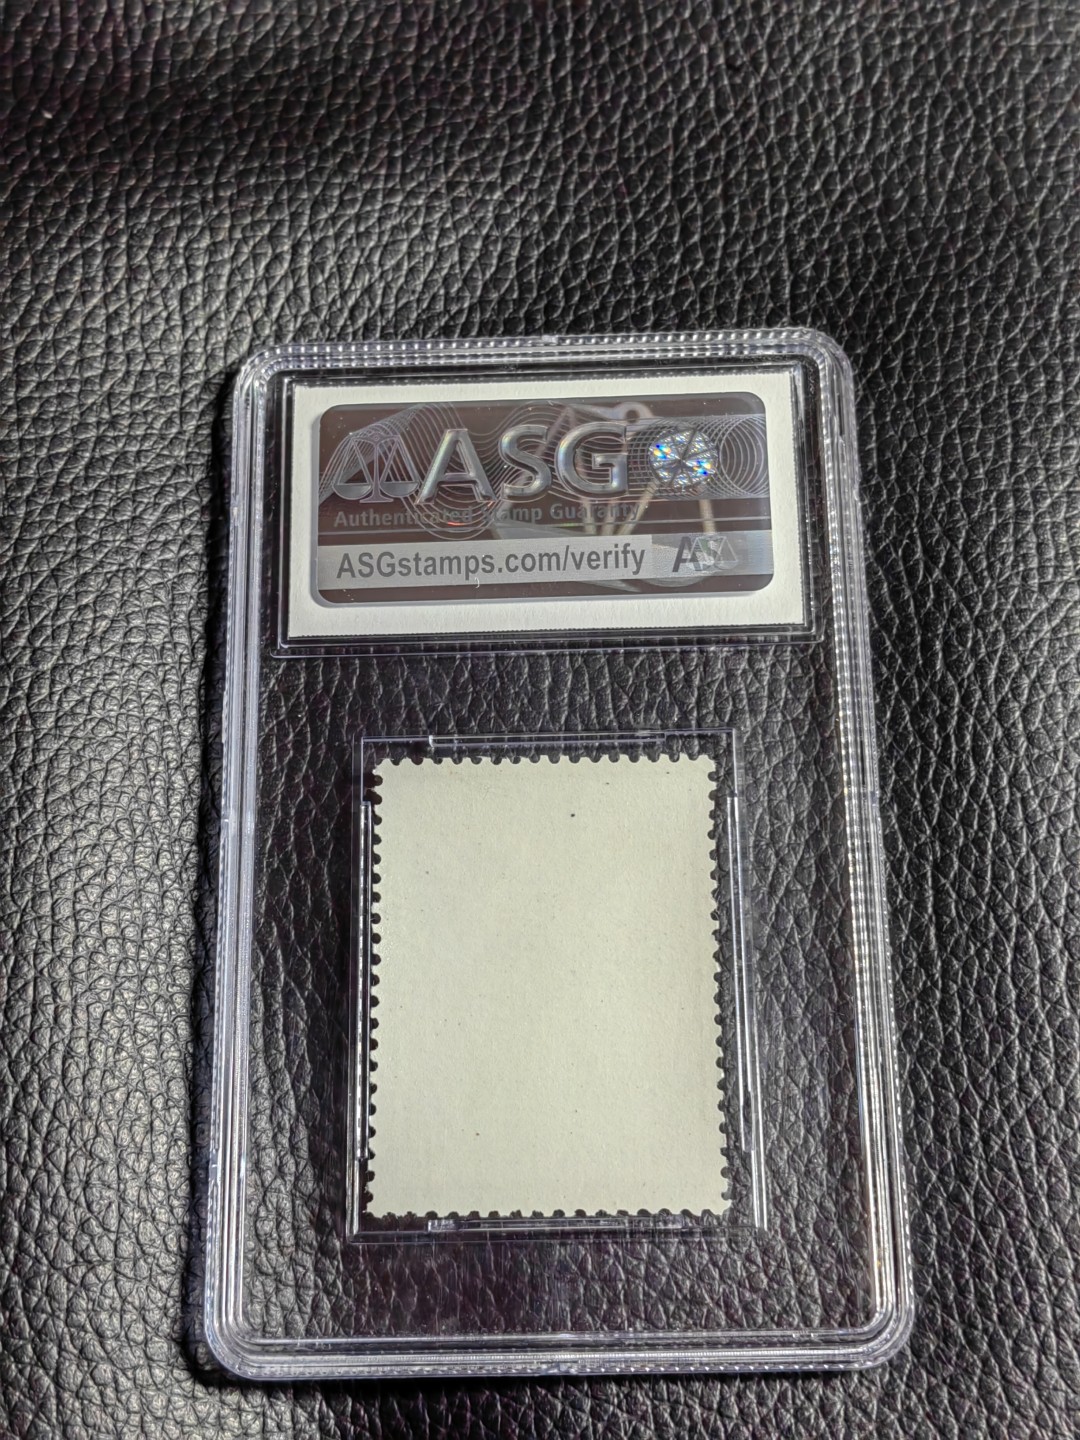 ASG
Authenticated Stamp Guaranty
ASGstamps.com/verify